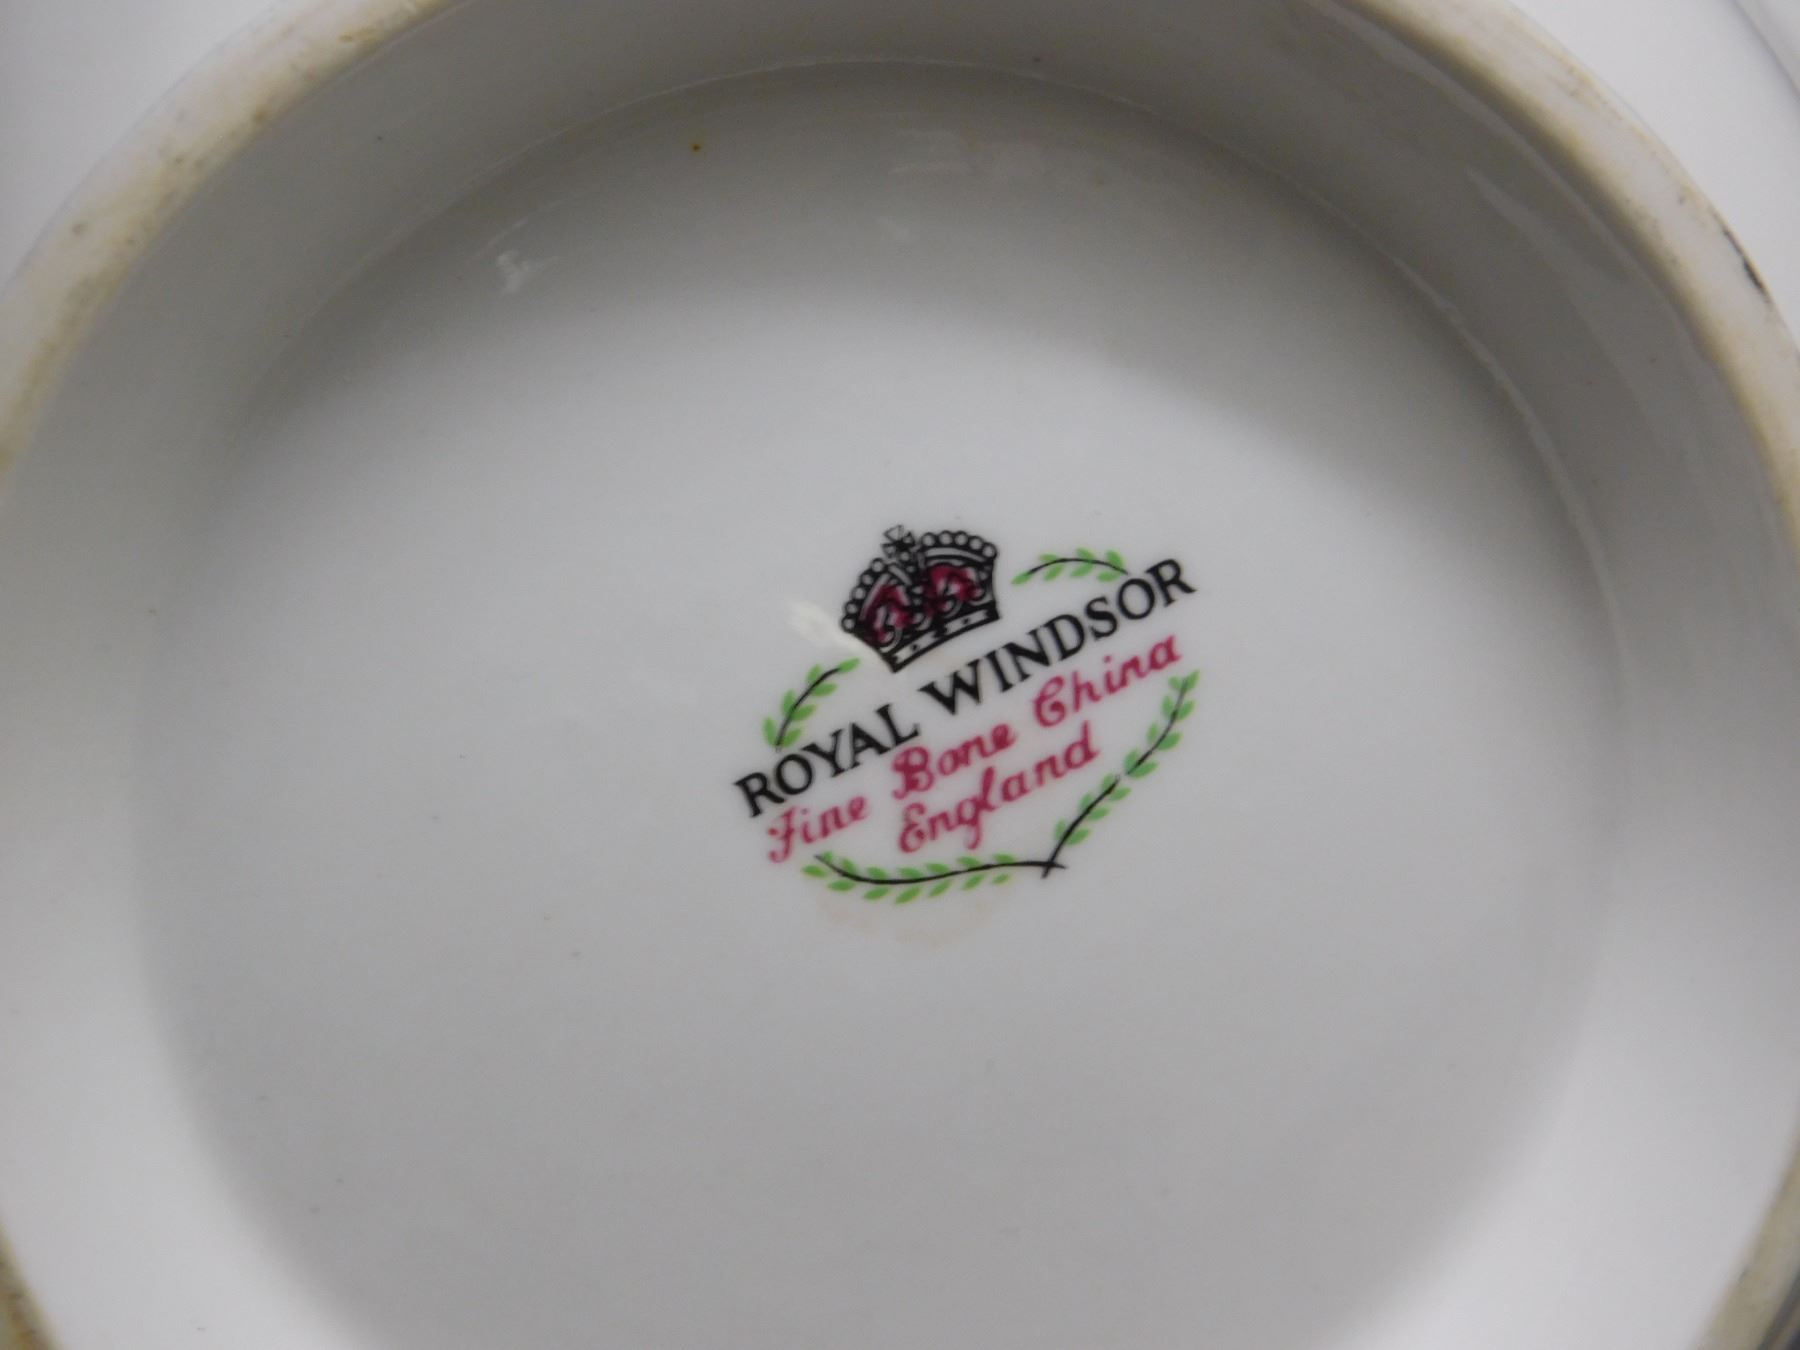 ROYAL WINDSOR
Fine Bone China
England